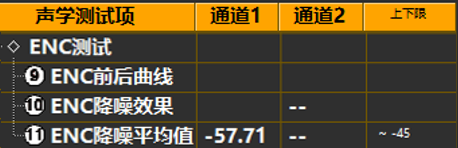 声学测试项 通道1 通道2 上下限
◇ ENC测试
⑨ ENC前后曲线
⑩ ENC降噪效果 --
⑪ ENC降噪平均值 -57.71 -- ~ -45